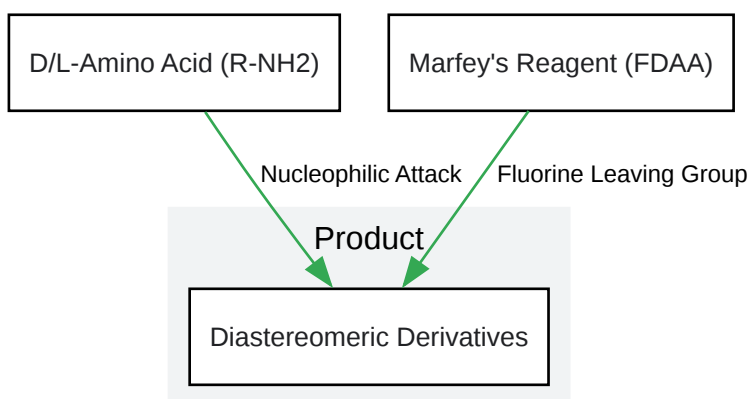 D/L-Amino Acid (R-NH2)
Marfey's Reagent (FDAA)
Nucleophilic Attack
Fluorine Leaving Group
Product
Diastereomeric Derivatives